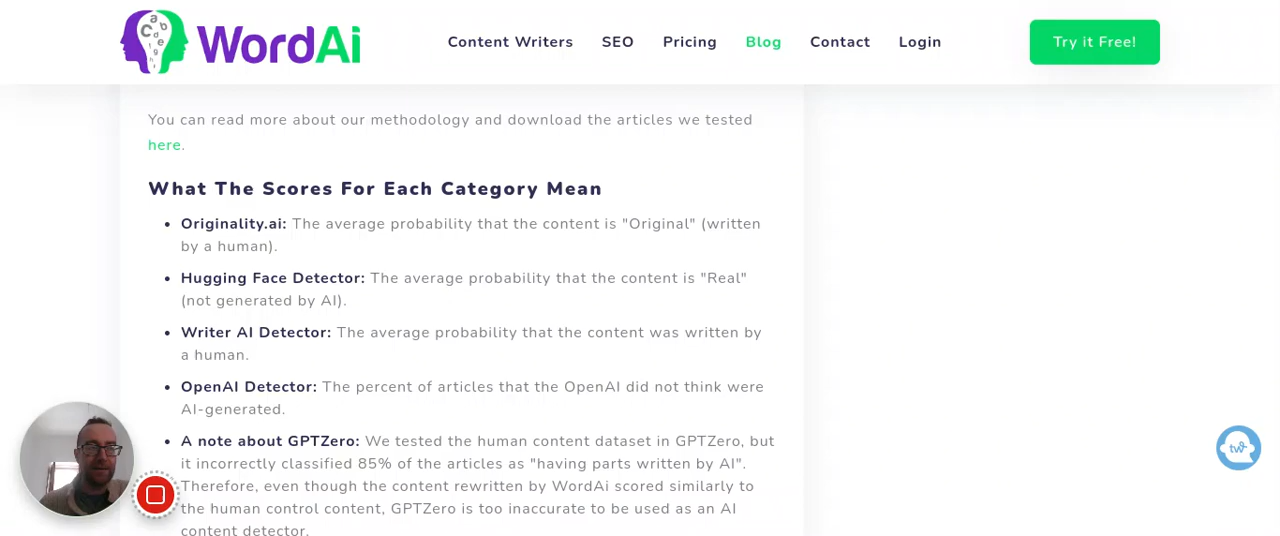 WordAi
Content Writers SEO Pricing Blog Contact Login
Try it Free!
You can read more about our methodology and download the articles we tested
here.
What The Scores For Each Category Mean
• Originality.ai: The average probability that the content is "Original" (written
by a human).
• Hugging Face Detector: The average probability that the content is "Real"
(not generated by AI).
• Writer AI Detector: The average probability that the content was written by
a human.
• OpenAI Detector: The percent of articles that the OpenAI did not think were
AI-generated.
• A note about GPTZero: We tested the human content dataset in GPTZero, but
it incorrectly classified 85% of the articles as "having parts written by AI".
Therefore, even though the content rewritten by WordAi scored similarly to
the human control content, GPTZero is too inaccurate to be used as an AI
content detector.